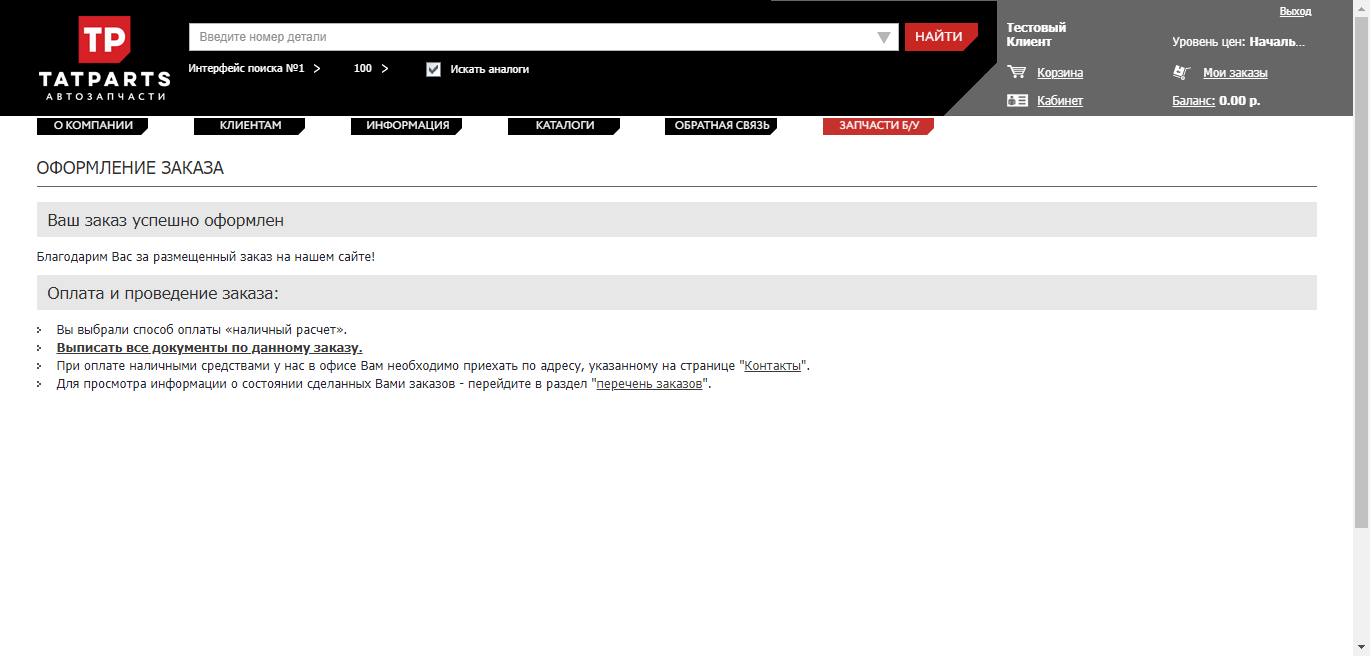 Выход
TP
TATPARTS
АВТОЗАПЧАСТИ
Введите номер детали
НАЙТИ
Интерфейс поиска №1 100 Искать аналоги
Тестовый
Клиент
Уровень цен: Началь...
Корзина
Мои заказы
Кабинет
Баланс: 0.00 р.
О КОМПАНИИ КЛИЕНТАМ ИНФОРМАЦИЯ КАТАЛОГИ ОБРАТНАЯ СВЯЗЬ ЗАПЧАСТИ Б/У
ОФОРМЛЕНИЕ ЗАКАЗА
Ваш заказ успешно оформлен
Благодарим Вас за размещенный заказ на нашем сайте!
Оплата и проведение заказа:
Вы выбрали способ оплаты «наличный расчет».
Выписать все документы по данному заказу.
При оплате наличными средствами у нас в офисе Вам необходимо приехать по адресу, указанному на странице "Контакты".
Для просмотра информации о состоянии сделанных Вами заказов - перейдите в раздел "перечень заказов".